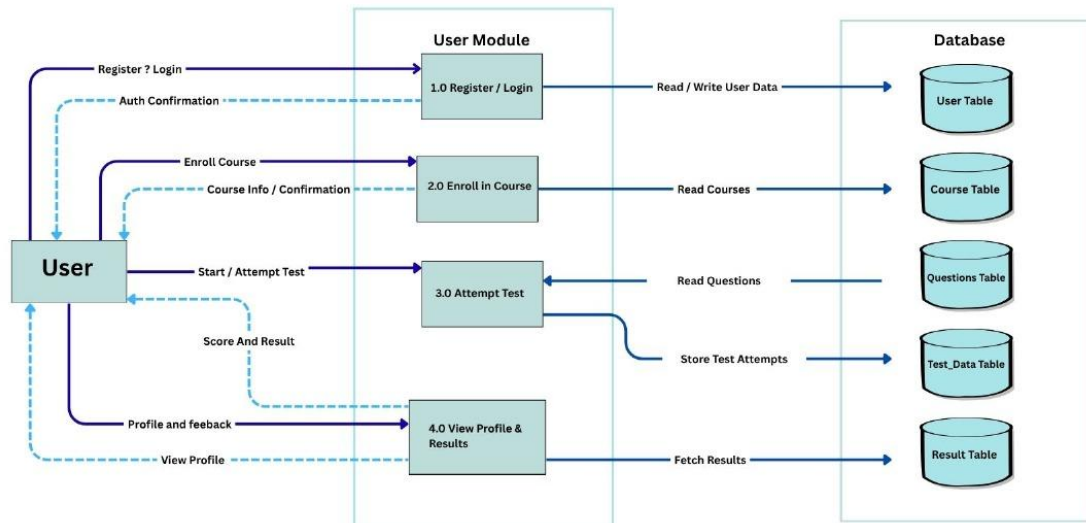 User Module
Database
Register ? Login
1.0 Register / Login
Read / Write User Data
User Table
Auth Confirmation
Enroll Course
2.0 Enroll in Course
Course Info / Confirmation
Read Courses
Course Table
User
Start / Attempt Test
3.0 Attempt Test
Read Questions
Questions Table
Score And Result
Store Test Attempts
Test_Data Table
Profile and feeback
4.0 View Profile &
Results
View Profile
Fetch Results
Result Table